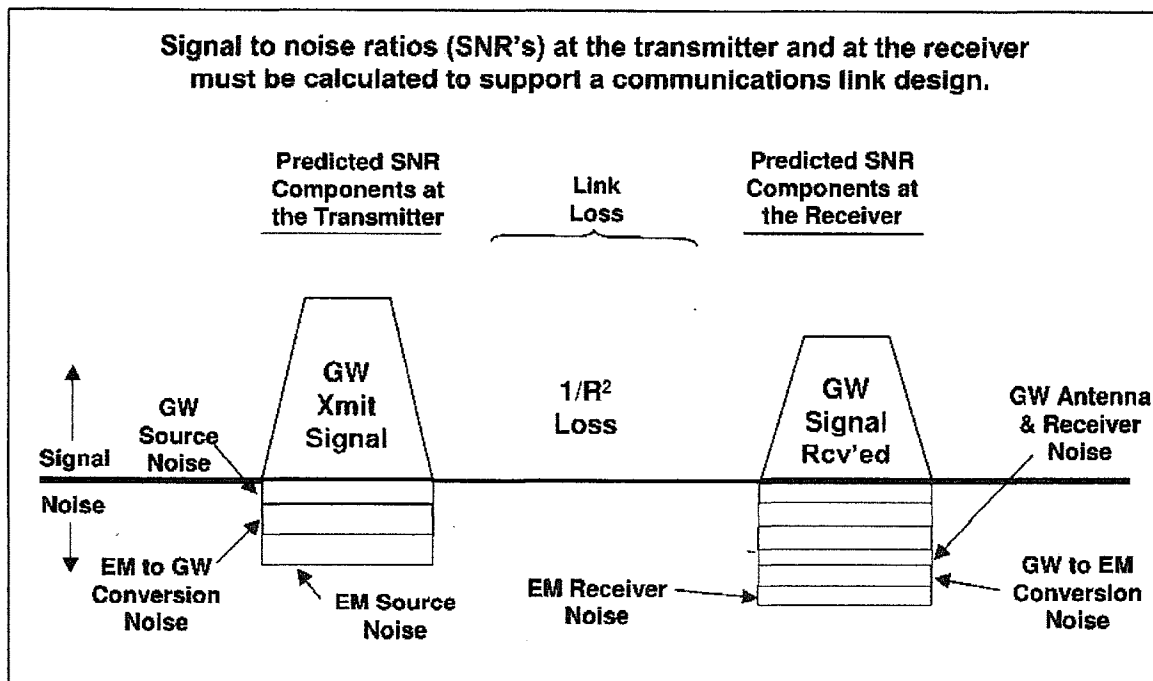 Signal to noise ratios (SNR's) at the transmitter and at the receiver
must be calculated to support a communications link design.
Predicted SNR
Components at
the Transmitter
Link
Loss
Predicted SNR
Components at
the Receiver
GW
Xmit
Signal
1/R²
Loss
GW
Signal
Rcv'ed
GW
Source
Noise
GW Antenna
& Receiver
Noise
Signal
Noise
EM to GW
Conversion
Noise
EM Source
Noise
EM Receiver
Noise
GW to EM
Conversion
Noise